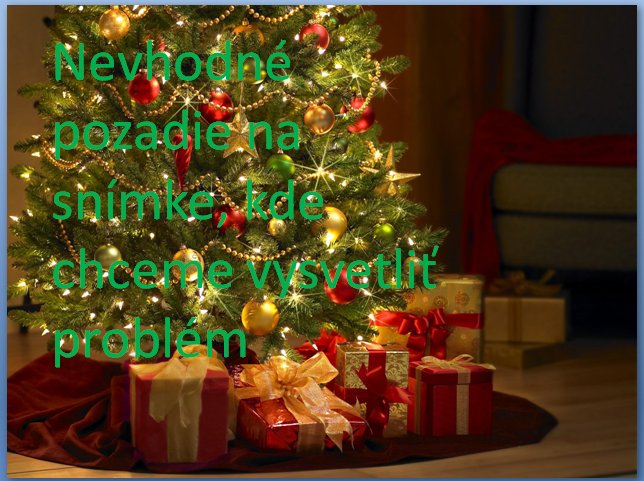 Nevhodné
pozadie na
snímke, kde
chceme vysvetliť
problém